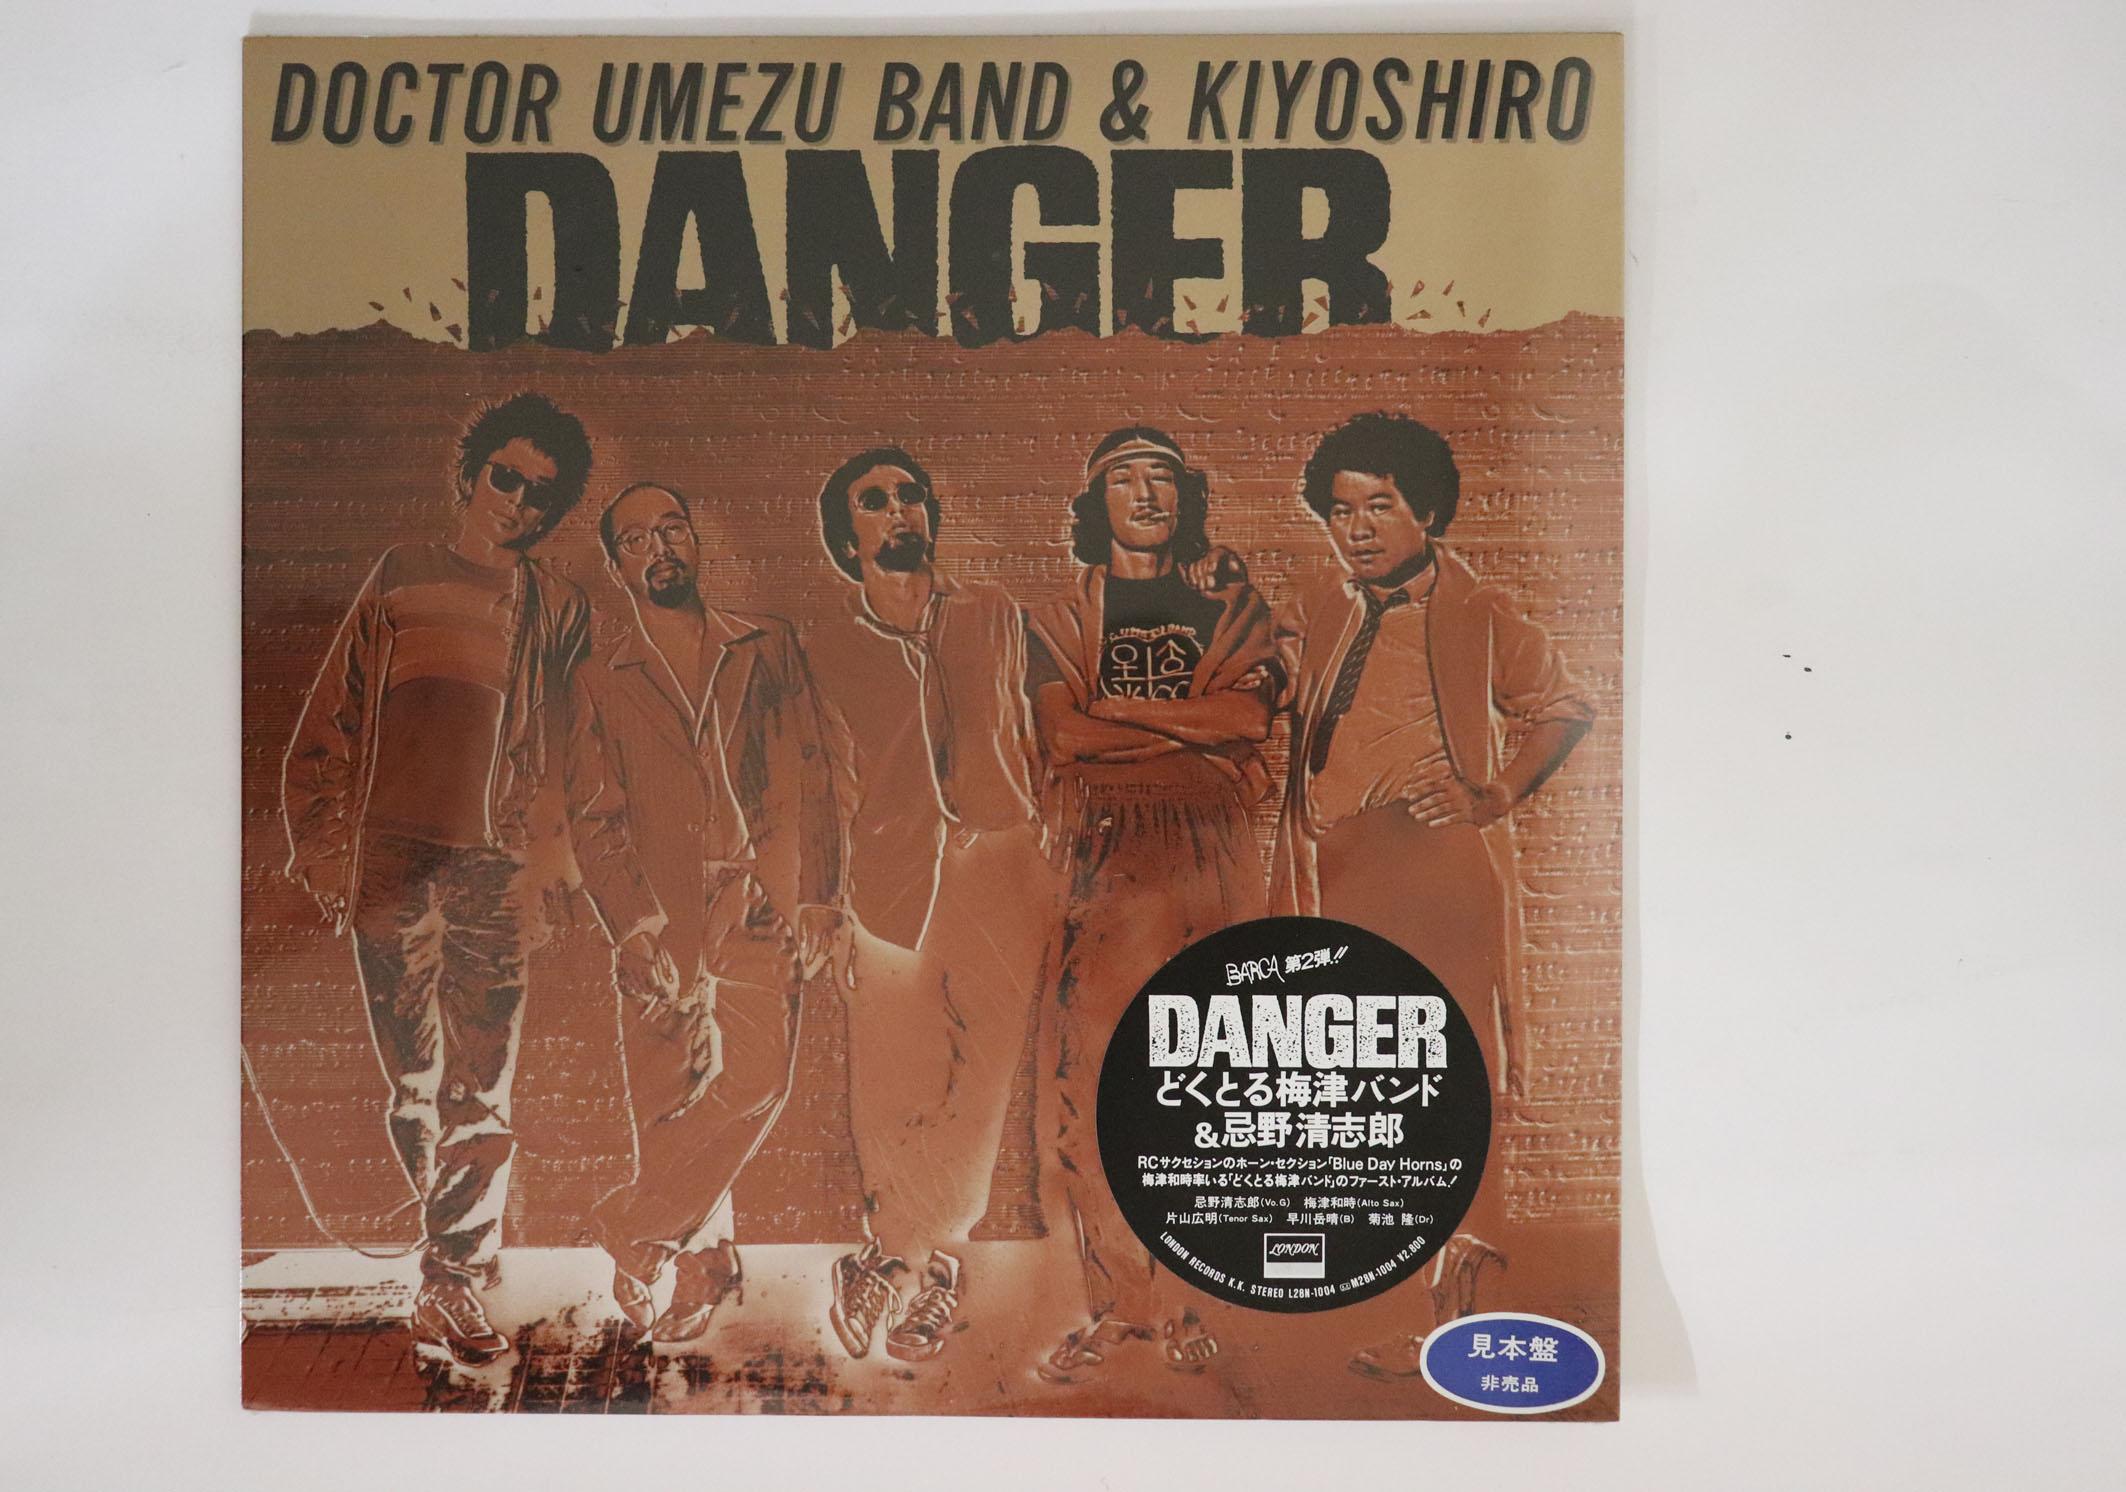 DOCTOR UMEZU BAND & KIYOSHIRO
DANGER
BARCA 第2弾!!
DANGER
どくとる梅津バンド
&忌野清志郎
RCサクセションのホーン・セクション「Blue Day Horns」の
梅津和時率いる「どくとる梅津バンド」のファースト・アルバム!
忌野清志郎(Vo.G) 梅津和時(Alto Sax)
片山広明(Tenor Sax) 早川岳晴(B) 菊池 隆(Dr)
LONDON
LONDON RECORDS K.K. STEREO L28N-1004 M28N-1004 ¥2,800
見本盤
非売品